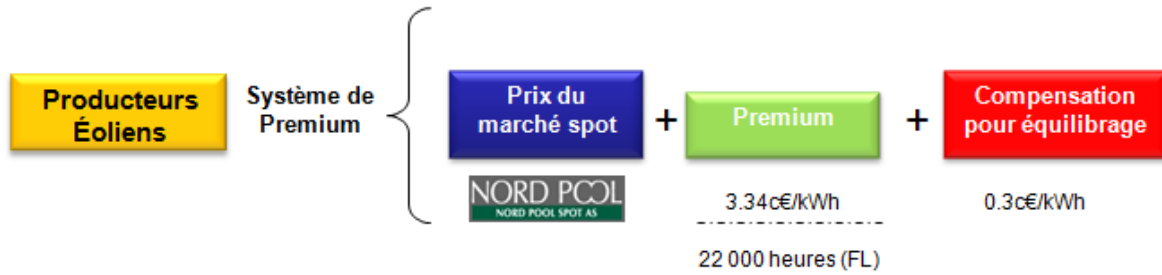 Producteurs
Éoliens
Système de
Premium
Prix du
marché spot
+
Premium
+
Compensation
pour équilibrage
NORD POOL
NORD POOL SPOT AS
3.34c€/kWh
0.3c€/kWh
22 000 heures (FL)